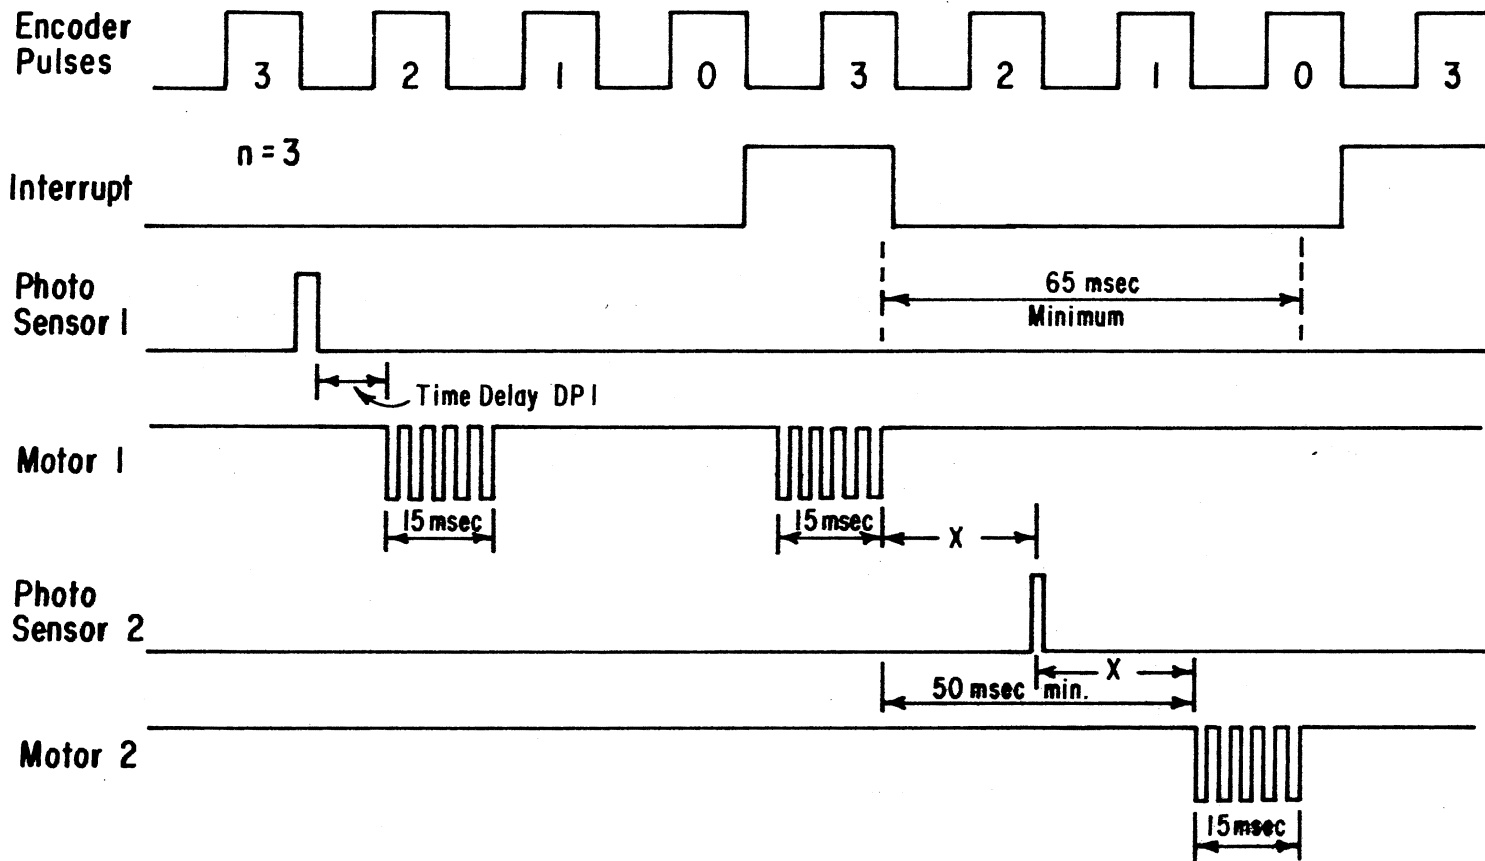 Encoder
Pulses
3 2 1 0 3 2 1 0 3
n = 3
Interrupt
Photo
Sensor 1
65 msec
Minimum
Time Delay DP1
Motor 1
15 msec
15 msec
X
Photo
Sensor 2
X
50 msec min.
Motor 2
15 msec